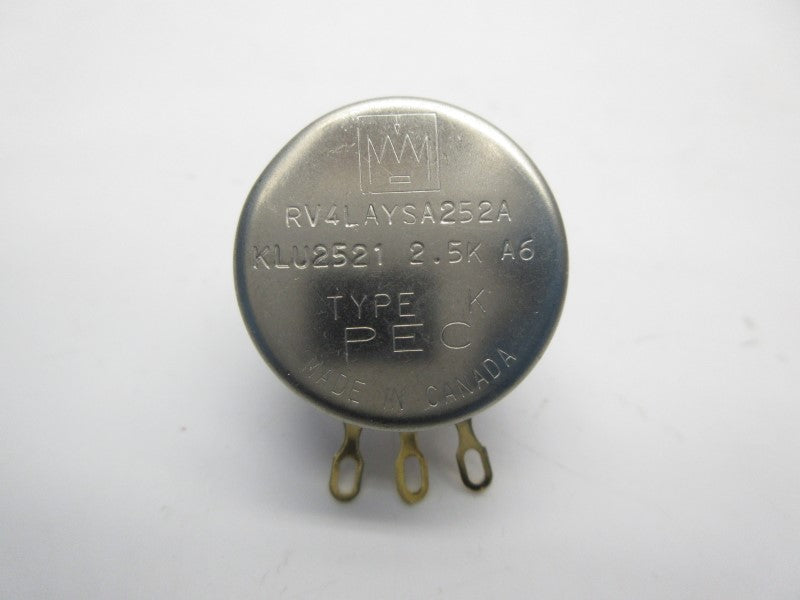 RV4LAYSA252A
KLU2521 2.5K A6
TYPE K
PEC
MADE IN CANADA